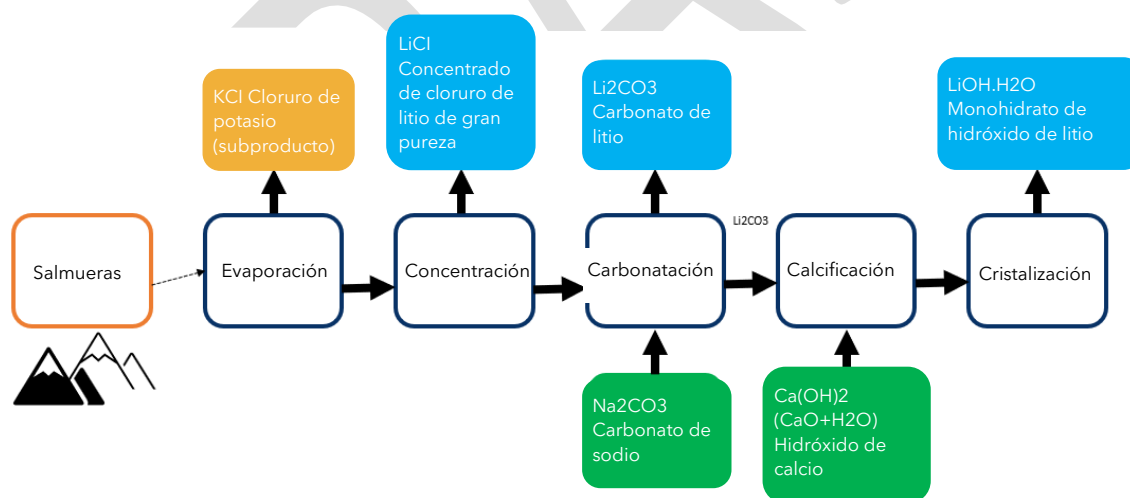 KCl Cloruro de
potasio
(subproducto)
LiCl
Concentrado
de cloruro de
litio de gran
pureza
Li2CO3
Carbonato de
litio
LiOH.H2O
Monohidrato de
hidróxido de litio
Salmueras
Evaporación
Concentración
Carbonatación
Li2CO3
Calcificación
Cristalización
Na2CO3
Carbonato de
sodio
Ca(OH)2
(CaO+H2O)
Hidróxido de
calcio